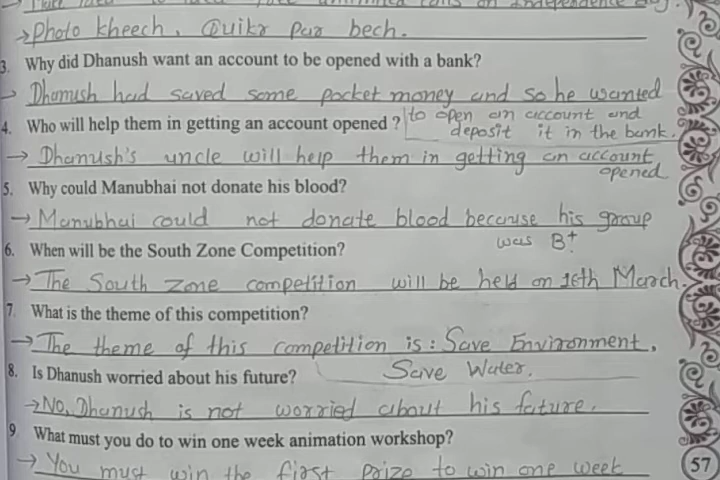 on independence day.
→ Photo kheech, Quikr par bech.
3. Why did Dhanush want an account to be opened with a bank?
→ Dhanush had saved some pocket money and so he wanted
to open an account and
deposit it in the bank.
4. Who will help them in getting an account opened ?
→ Dhanush's uncle will help them in getting an account
opened
5. Why could Manubhai not donate his blood?
→ Manubhai could not donate blood because his group
was B+.
6. When will be the South Zone Competition?
→ The South zone competition will be held on 16th March.
7. What is the theme of this competition?
→ The theme of this competition is : Save Environment,
Save Water.
8. Is Dhanush worried about his future?
→ No, Dhanush is not worried about his future.
9. What must you do to win one week animation workshop?
→ You must win the first prize to win one week
57